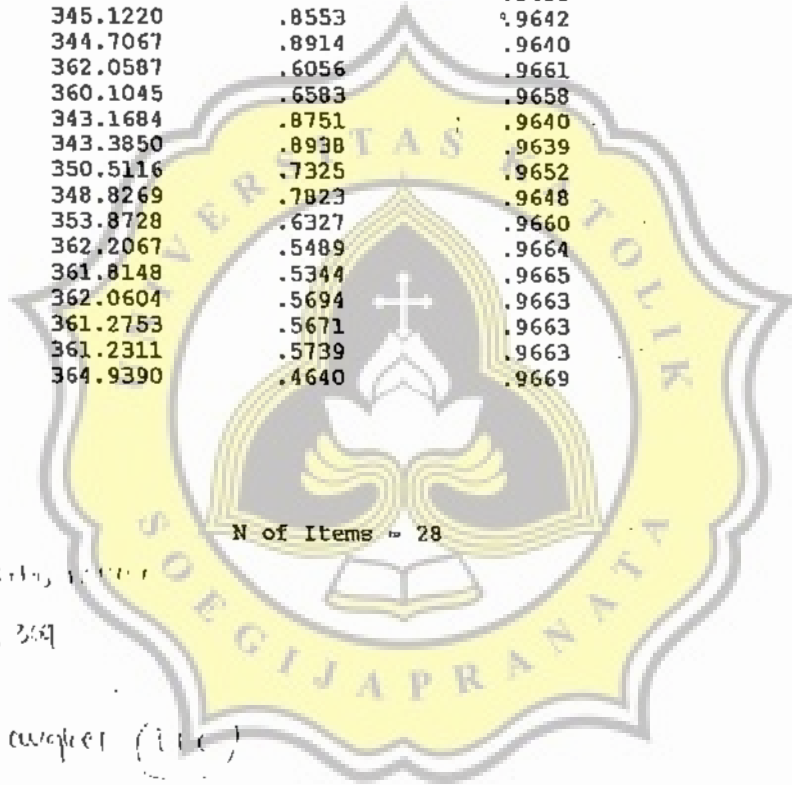 345.1220 .8553 .9642
344.7067 .8914 .9640
362.0587 .6056 .9661
360.1045 .6583 .9658
343.1684 .8751 .9640
343.3850 .8938 .9639
350.5116 .7325 .9652
348.8269 .7823 .9648
353.8728 .6327 .9660
362.2067 .5489 .9664
361.8148 .5344 .9665
362.0604 .5694 .9663
361.2753 .5671 .9663
361.2311 .5739 .9663
364.9390 .4640 .9669
N of Items = 28
UNIVERSITAS KATOLIK
SOEGIJAPRANATA